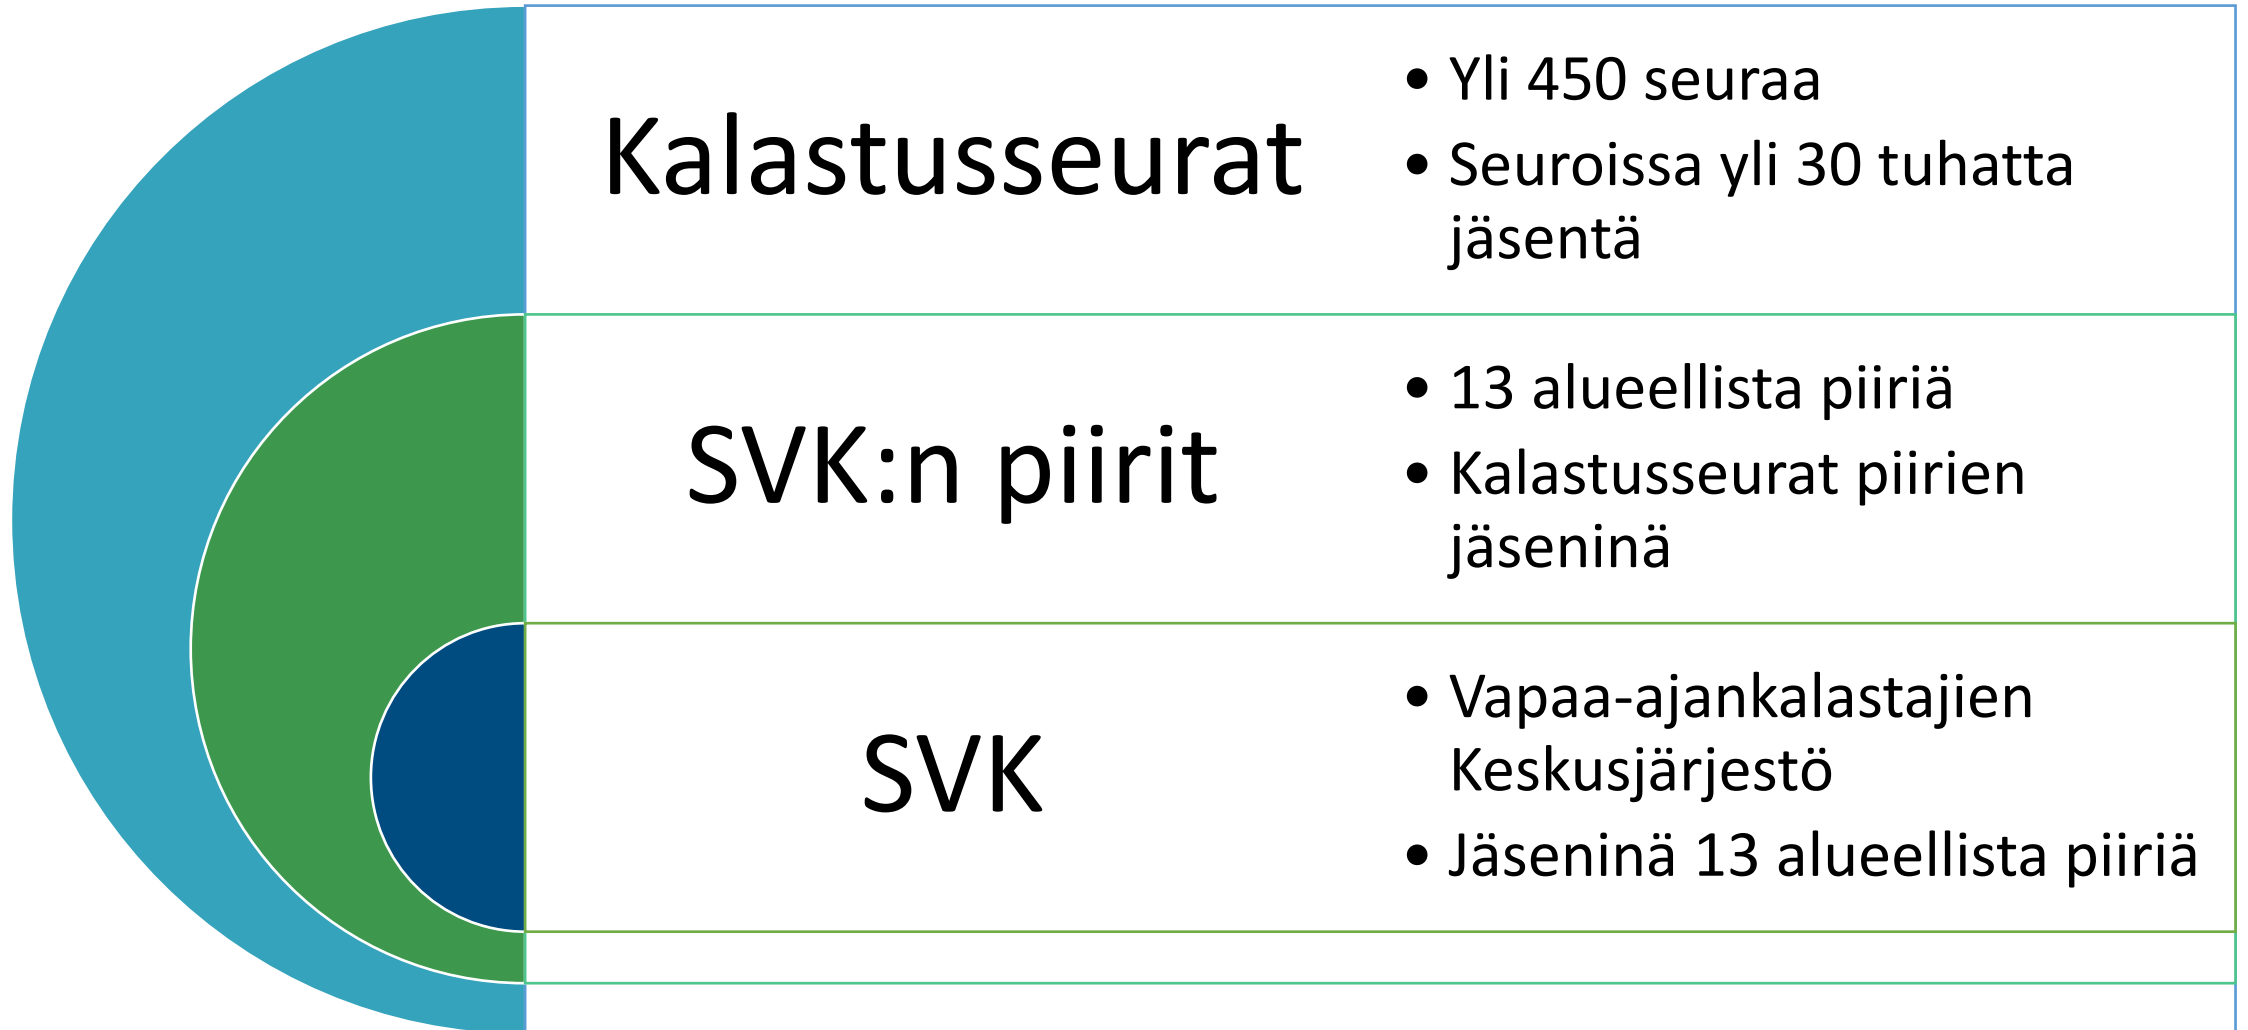 Kalastusseurat
• Yli 450 seuraa
• Seuroissa yli 30 tuhatta
jäsentä
SVK:n piirit
• 13 alueellista piiriä
• Kalastusseurat piirien
jäseninä
SVK
• Vapaa-ajankalastajien
Keskusjärjestö
• Jäseninä 13 alueellista piiriä